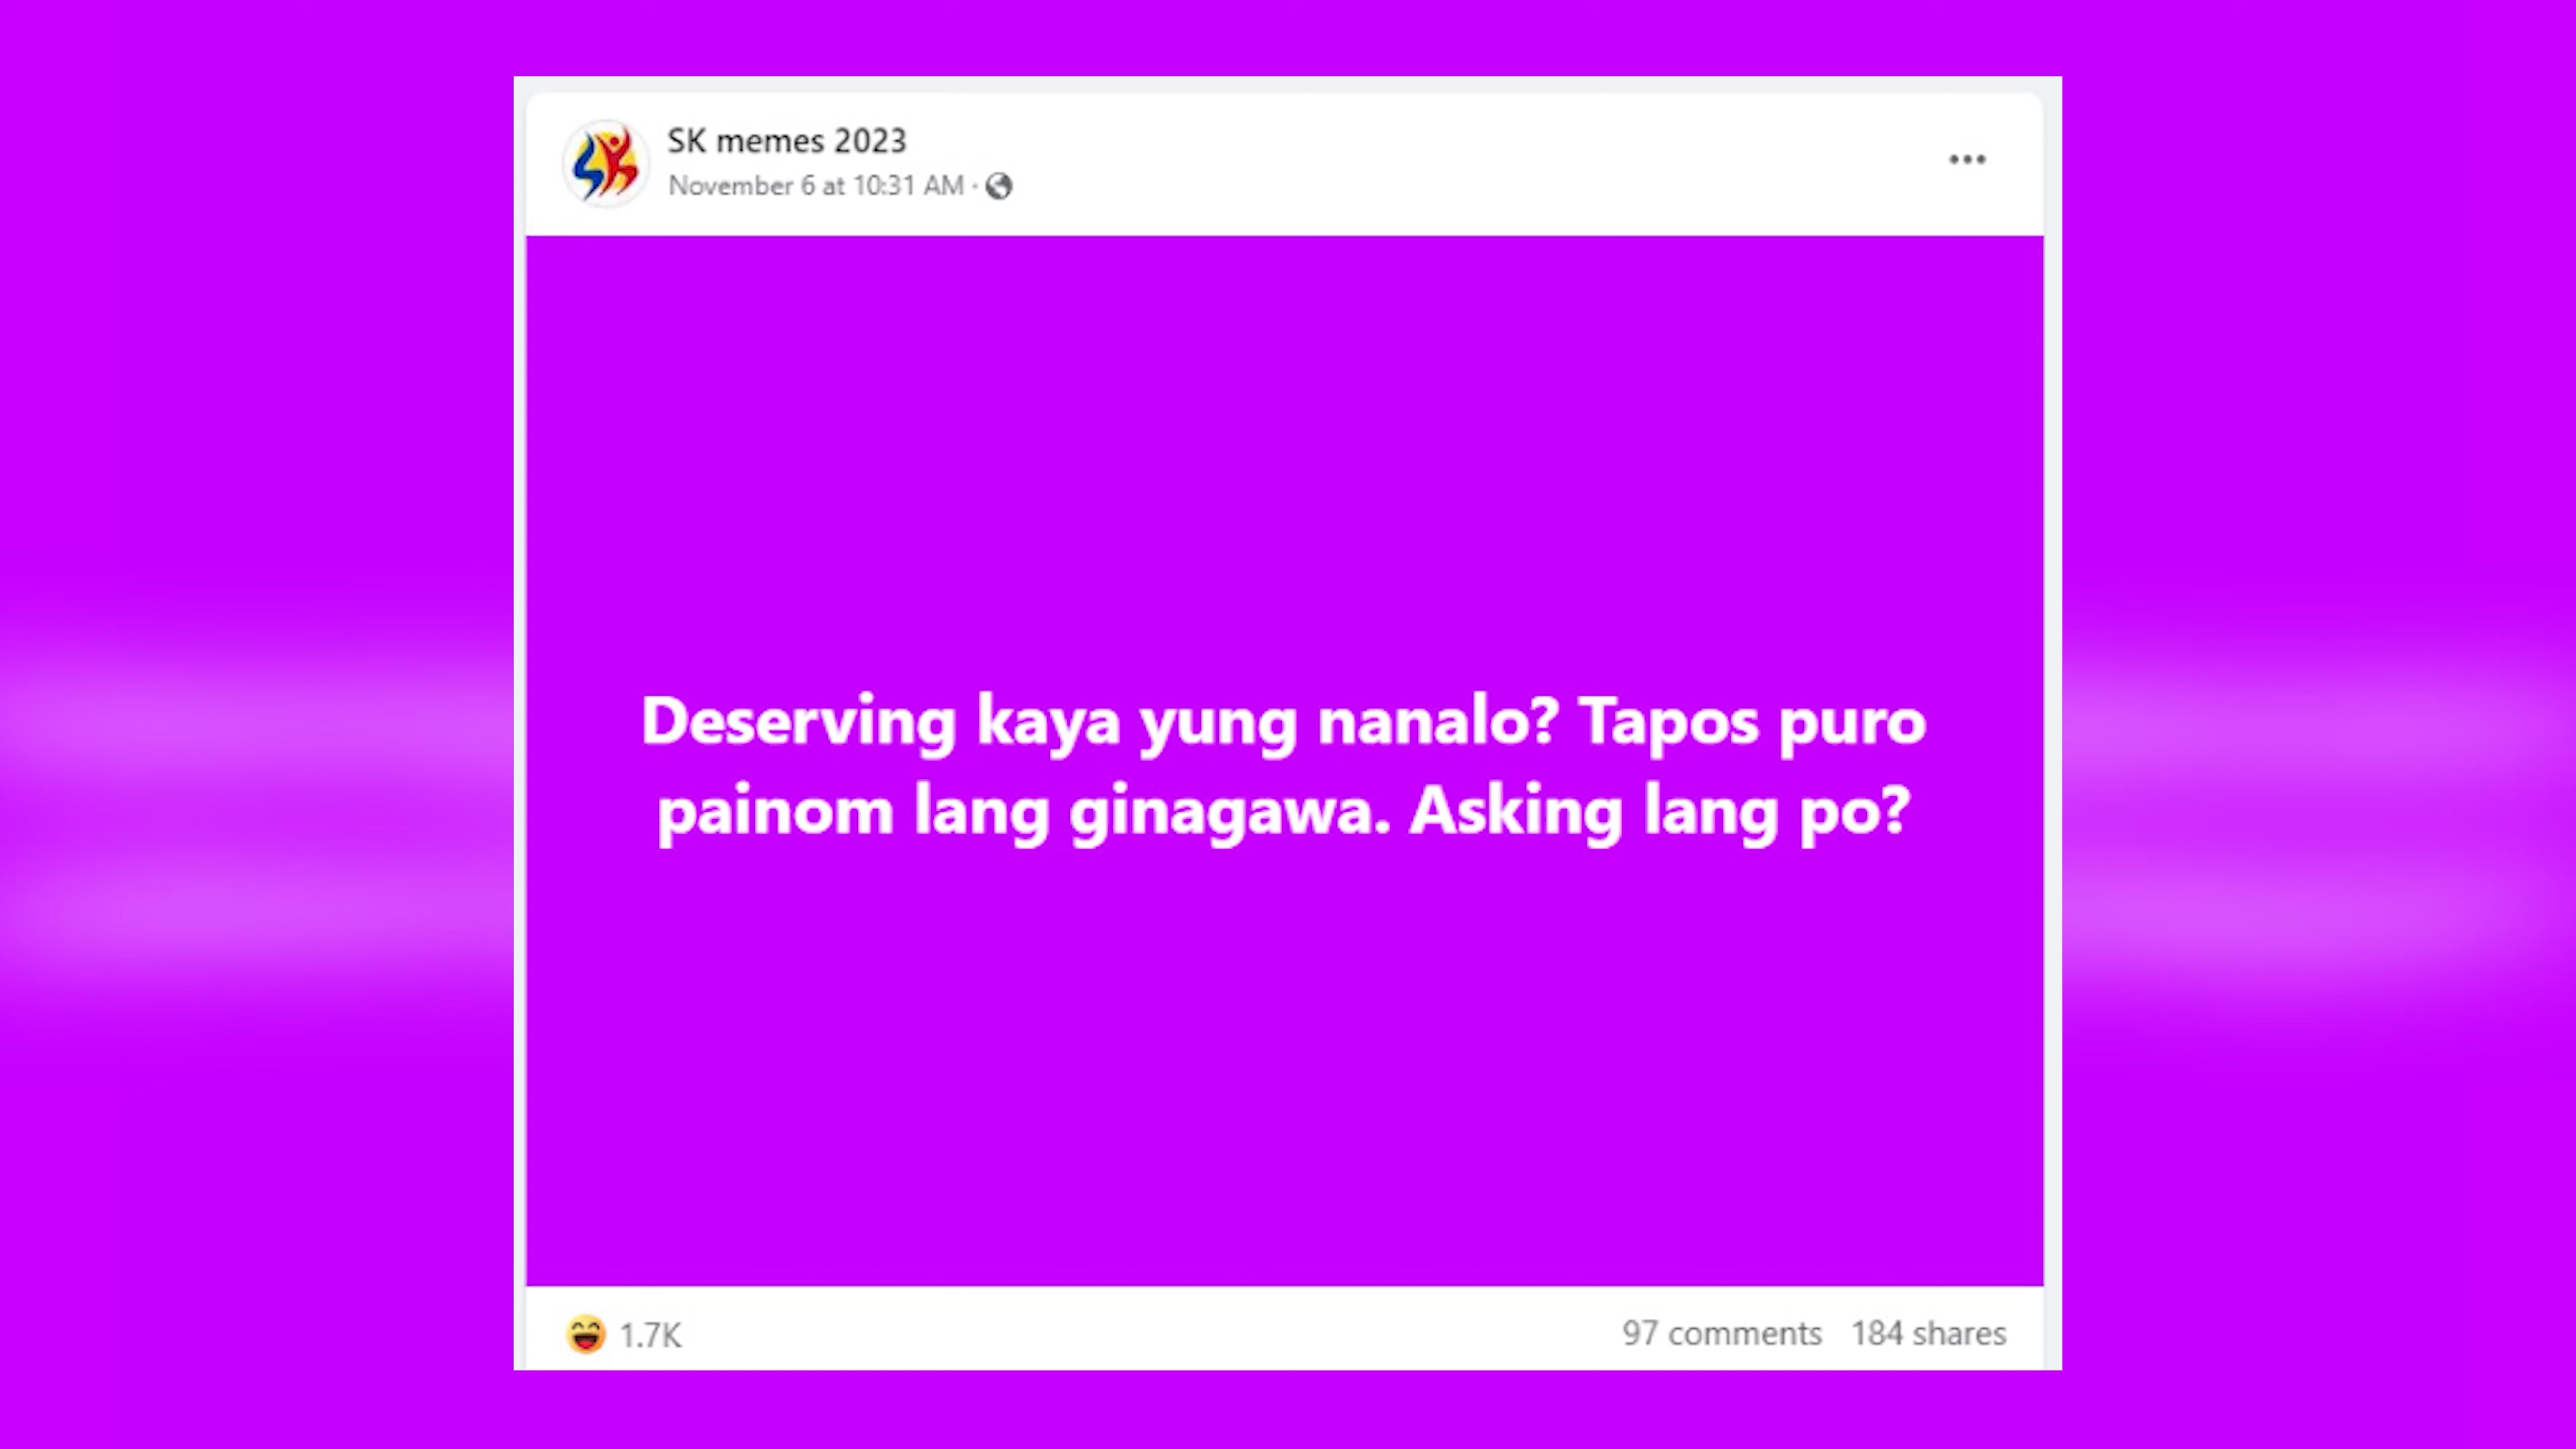 SK memes 2023
November 6 at 10:31 AM ·
Deserving kaya yung nanalo? Tapos puro
painom lang ginagawa. Asking lang po?
1.7K
97 comments 184 shares